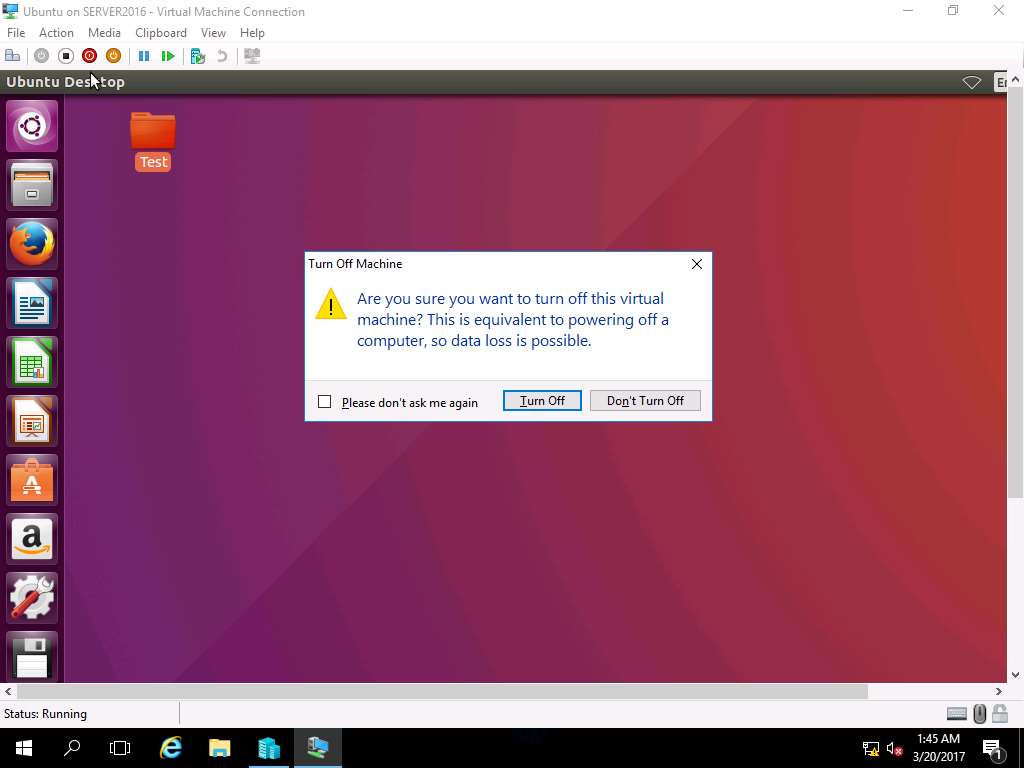 Ubuntu on SERVER2016 - Virtual Machine Connection
File Action Media Clipboard View Help
Ubuntu Desktop
Test
Turn Off Machine
Are you sure you want to turn off this virtual
machine? This is equivalent to powering off a
computer, so data loss is possible.
Please don't ask me again
Turn Off
Don't Turn Off
A
a
Status: Running
1:45 AM
3/20/2017
1